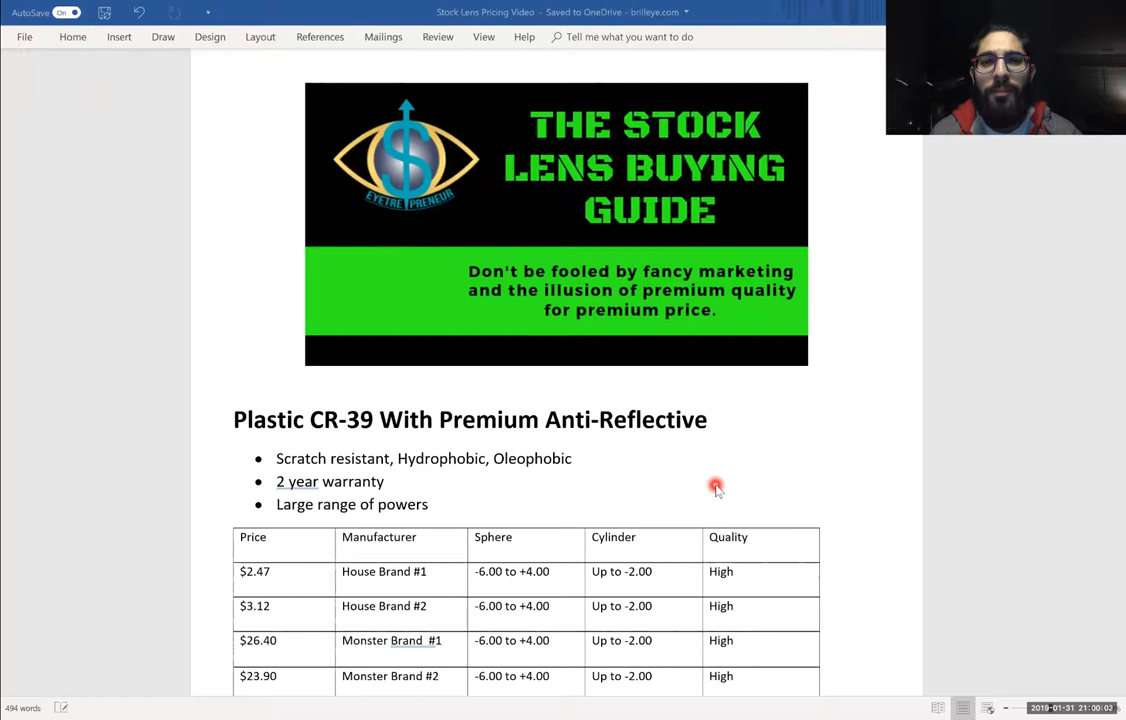 AutoSave On Stock Lens Pricing Video - Saved to OneDrive - brilleye.com
File Home Insert Draw Design Layout References Mailings Review View Help Tell me what you want to do
THE STOCK
LENS BUYING
GUIDE
EYETREPRENEUR
Don't be fooled by fancy marketing
and the illusion of premium quality
for premium price.
Plastic CR-39 With Premium Anti-Reflective
• Scratch resistant, Hydrophobic, Oleophobic
• 2 year warranty
• Large range of powers
Price Manufacturer Sphere Cylinder Quality
$2.47 House Brand #1 -6.00 to +4.00 Up to -2.00 High
$3.12 House Brand #2 -6.00 to +4.00 Up to -2.00 High
$26.40 Monster Brand #1 -6.00 to +4.00 Up to -2.00 High
$23.90 Monster Brand #2 -6.00 to +4.00 Up to -2.00 High
494 words 2019-01-31 21:00:02